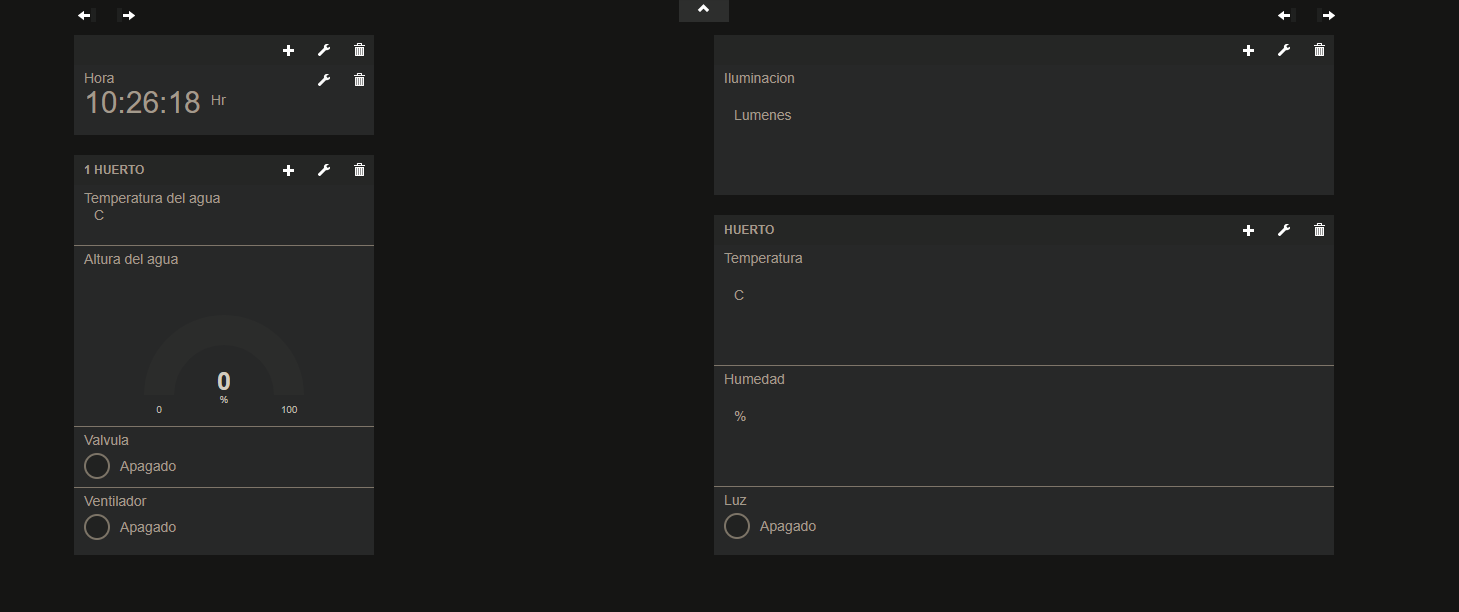 Hora
10:26:18 Hr
1 HUERTO
Temperatura del agua
C
Altura del agua
0
%
0 100
Valvula
Apagado
Ventilador
Apagado
Iluminacion
Lumenes
HUERTO
Temperatura
C
Humedad
%
Luz
Apagado